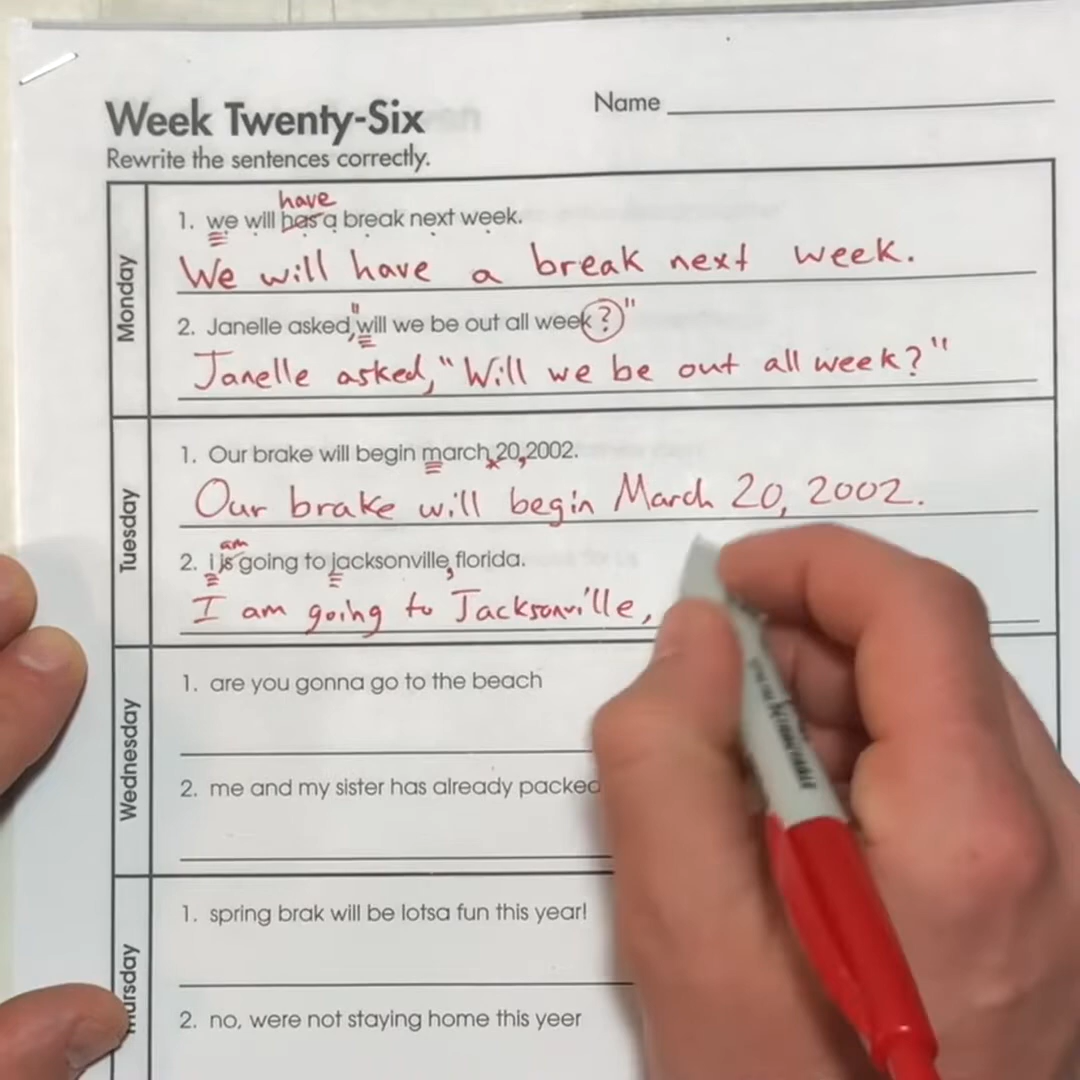 Week Twenty-Six
Name
Rewrite the sentences correctly.
Monday
have
1. we will has a break next week.
We will have a break next week.
2. Janelle asked, "will we be out all week?"
Janelle asked, "Will we be out all week?"
Tuesday
1. Our brake will begin march 20, 2002.
Our brake will begin March 20, 2002.
am
2. i is going to jacksonville, florida.
I am going to Jacksonville,
Wednesday
1. are you gonna go to the beach
2. me and my sister has already packed
1. spring brak will be lotsa fun this year!
2. no, were not staying home this yeer